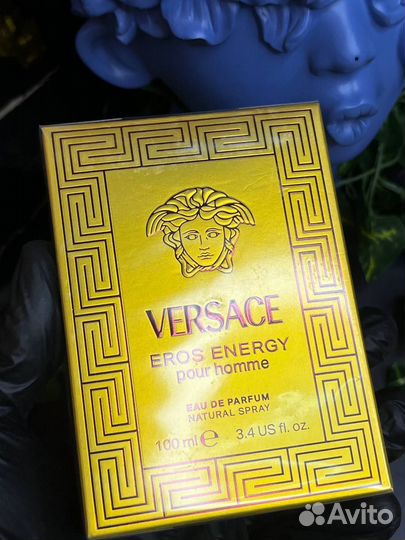 VERSACE
EROS ENERGY
pour homme
EAU DE PARFUM
NATURAL SPRAY
100 ml ℮ 3.4 US fl. oz.
Avito